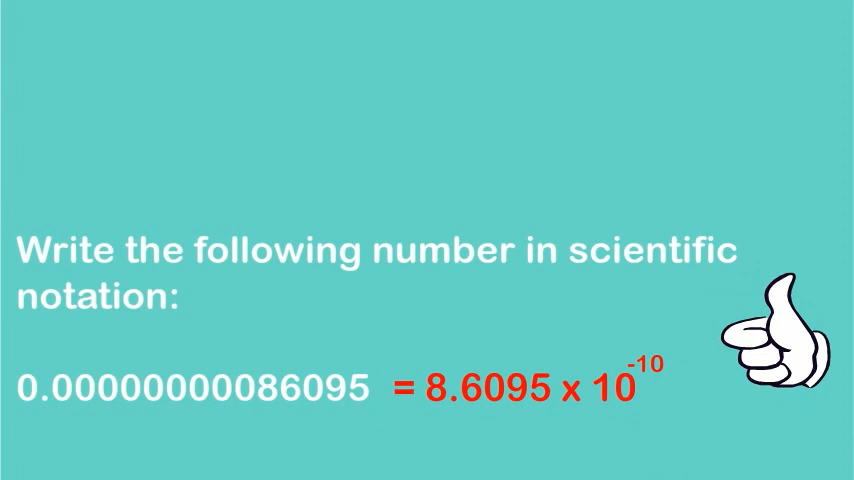 Write the following number in scientific
notation:
0.00000000086095 = 8.6095 x 10⁻¹⁰